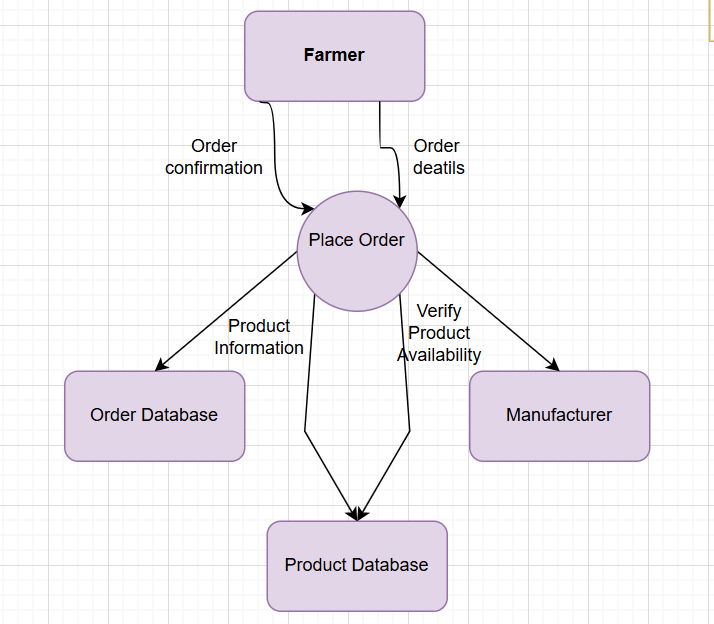 Farmer
Order
confirmation
Order
deatils
Place Order
Product
Information
Verify
Product
Availability
Order Database
Manufacturer
Product Database